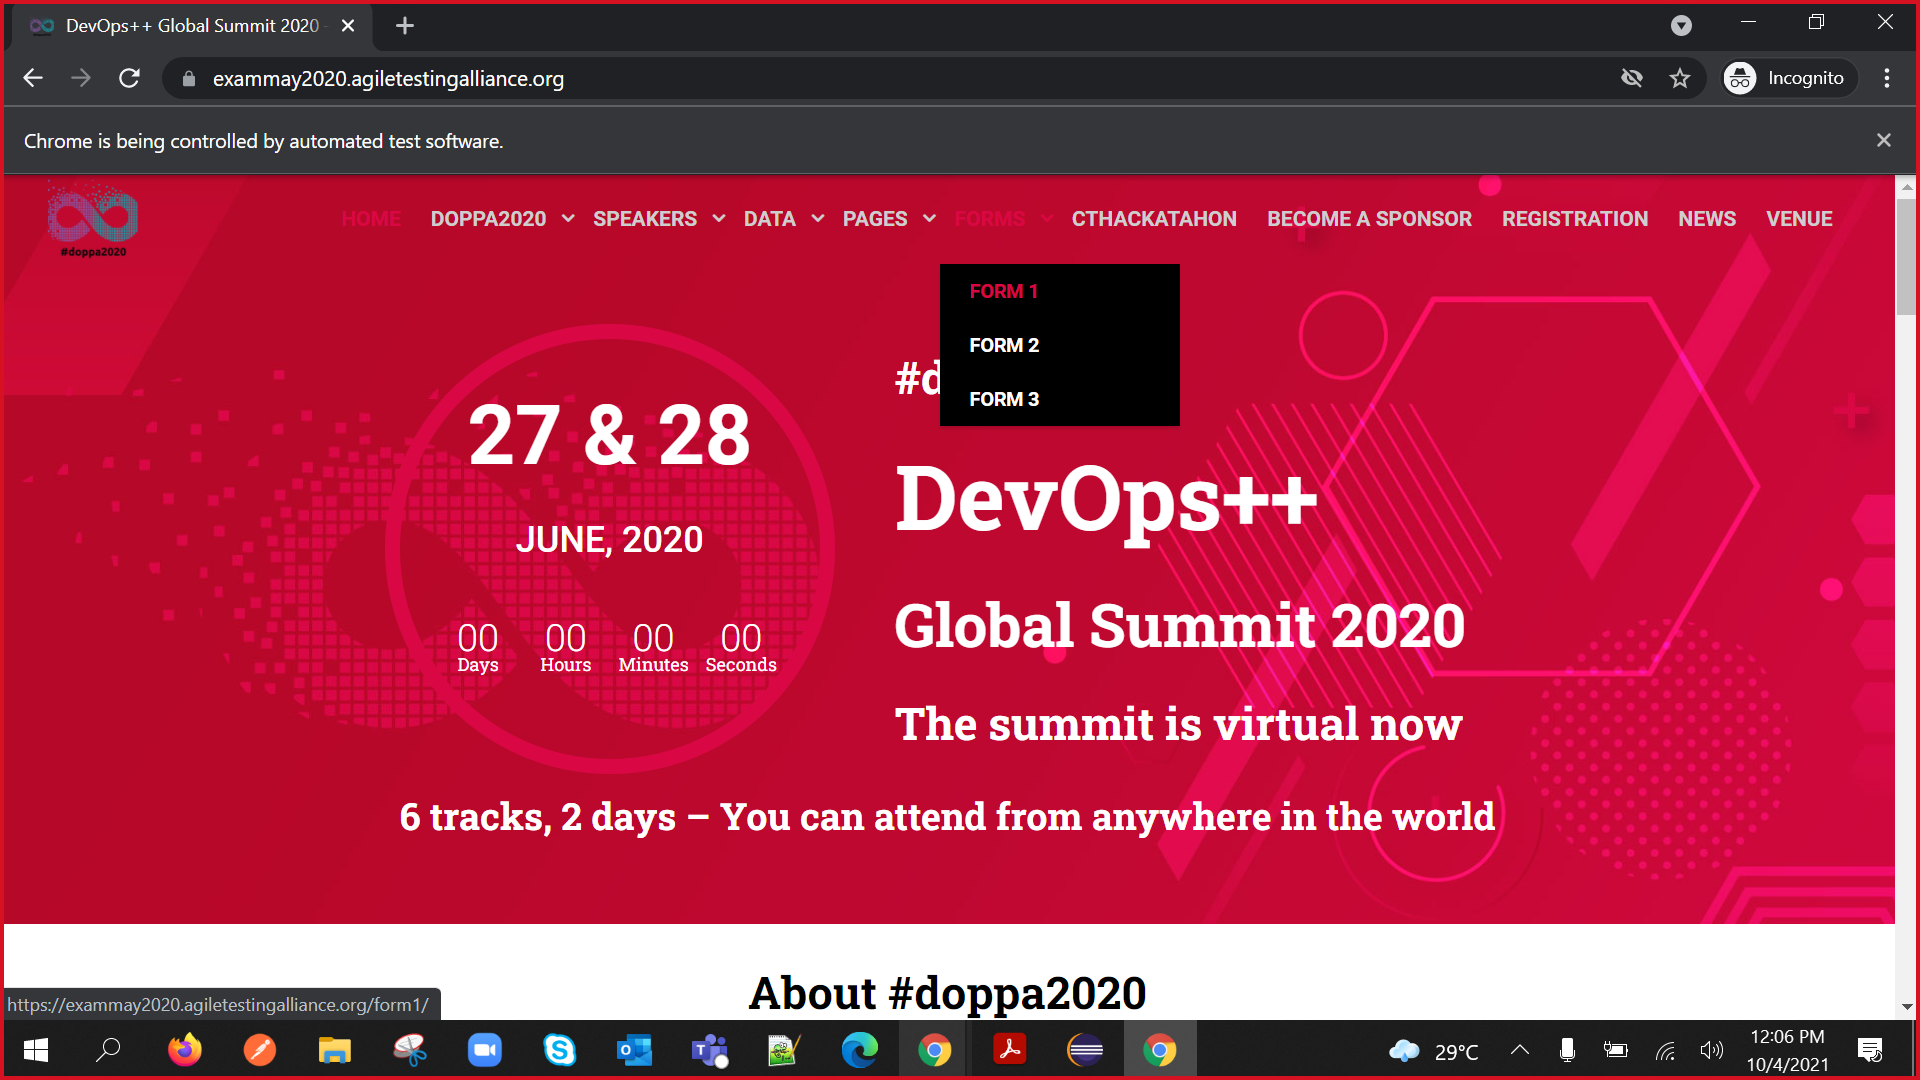 DevOps++ Global Summit 2020 -
exammay2020.agiletestingalliance.org
Incognito
Chrome is being controlled by automated test software.
#doppa2020
HOME DOPPA2020 SPEAKERS DATA PAGES FORMS CTHACKATAHON BECOME A SPONSOR REGISTRATION NEWS VENUE
FORM 1
FORM 2
FORM 3
27 & 28
JUNE, 2020
00 00 00 00
Days Hours Minutes Seconds
#d
DevOps++
Global Summit 2020
The summit is virtual now
6 tracks, 2 days – You can attend from anywhere in the world
About #doppa2020
https://exammay2020.agiletestingalliance.org/form1/
29°C
12:06 PM
10/4/2021